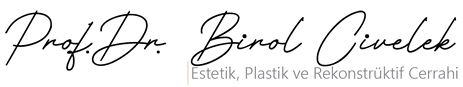 Prof. Dr. Birol Civelek
Estetik, Plastik ve Rekonstrüktif Cerrahi